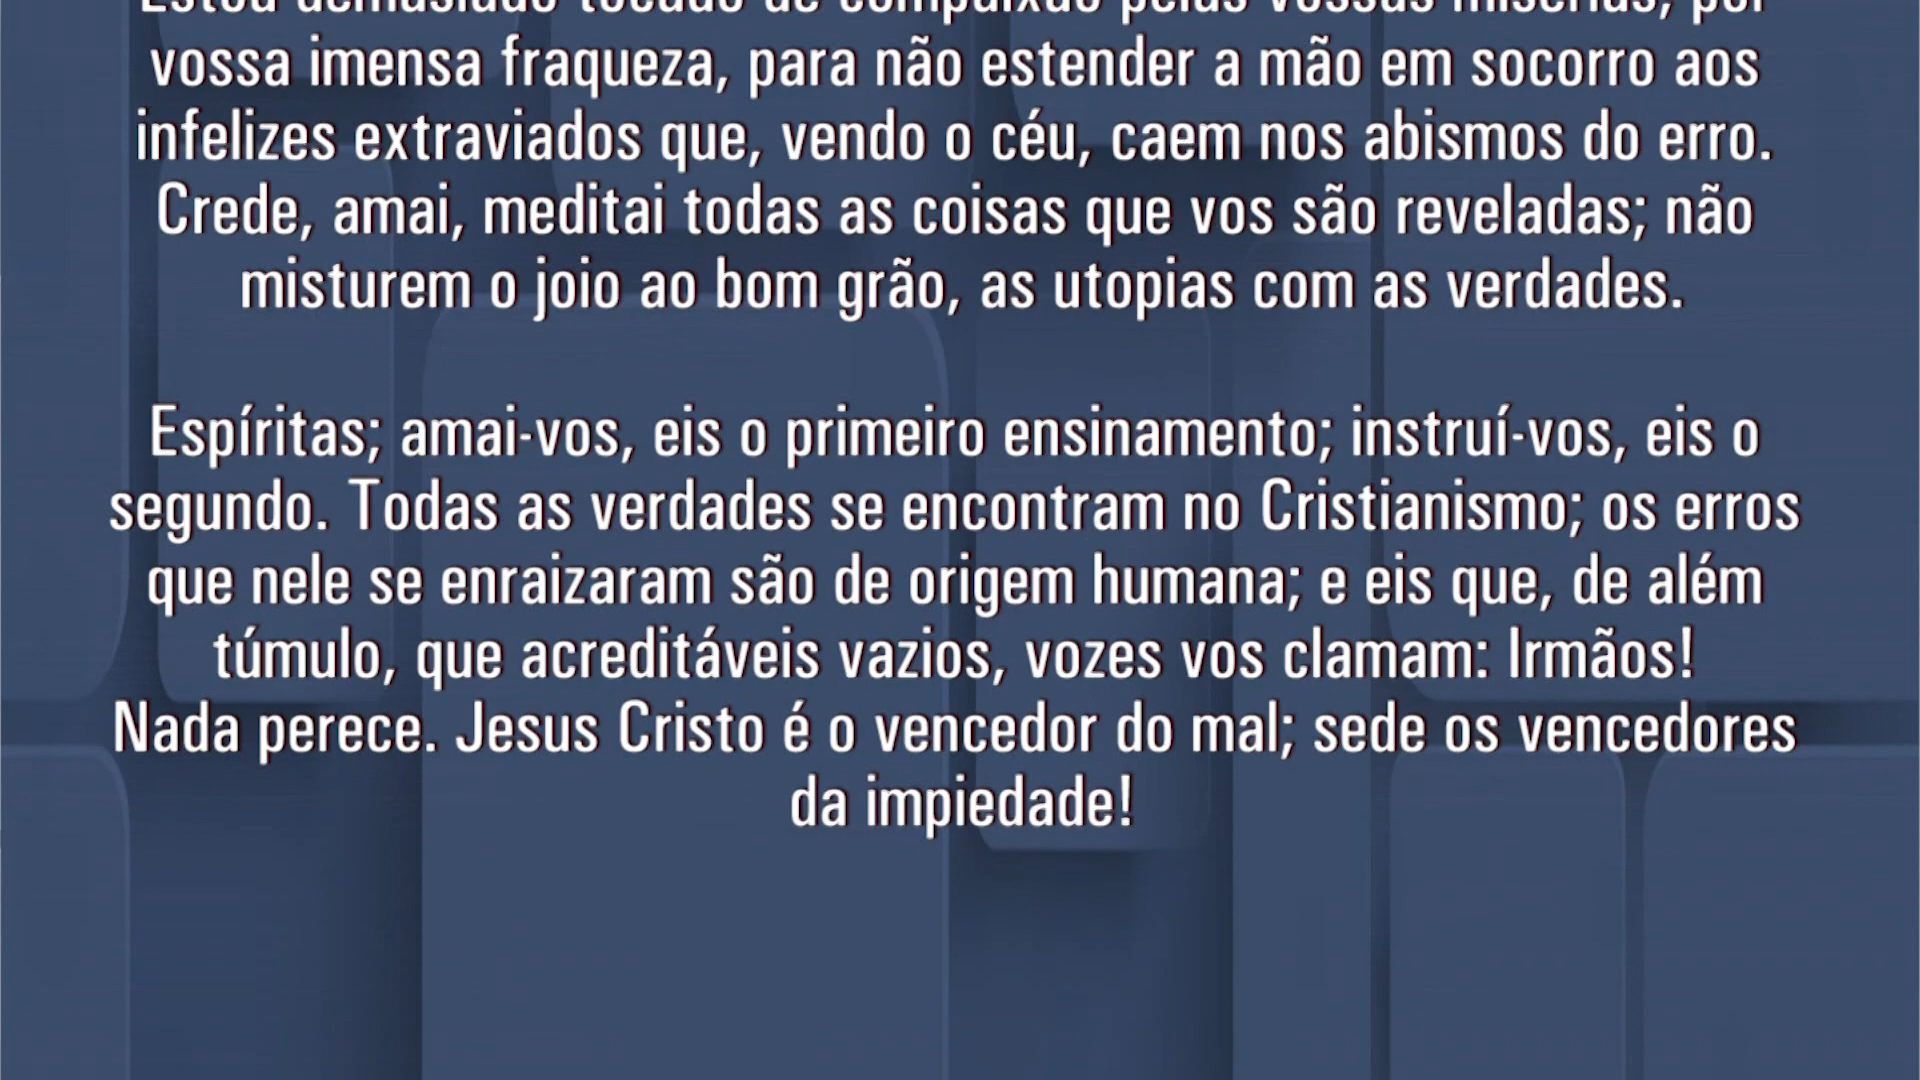 Estou demasiado tocado de compaixão pelas vossas misérias, por
vossa imensa fraqueza, para não estender a mão em socorro aos
infelizes extraviados que, vendo o céu, caem nos abismos do erro.
Crede, amai, meditai todas as coisas que vos são reveladas; não
misturem o joio ao bom grão, as utopias com as verdades.
Espíritas; amai-vos, eis o primeiro ensinamento; instruí-vos, eis o
segundo. Todas as verdades se encontram no Cristianismo; os erros
que nele se enraizaram são de origem humana; e eis que, de além
túmulo, que acreditáveis vazios, vozes vos clamam: Irmãos!
Nada perece. Jesus Cristo é o vencedor do mal; sede os vencedores
da impiedade!